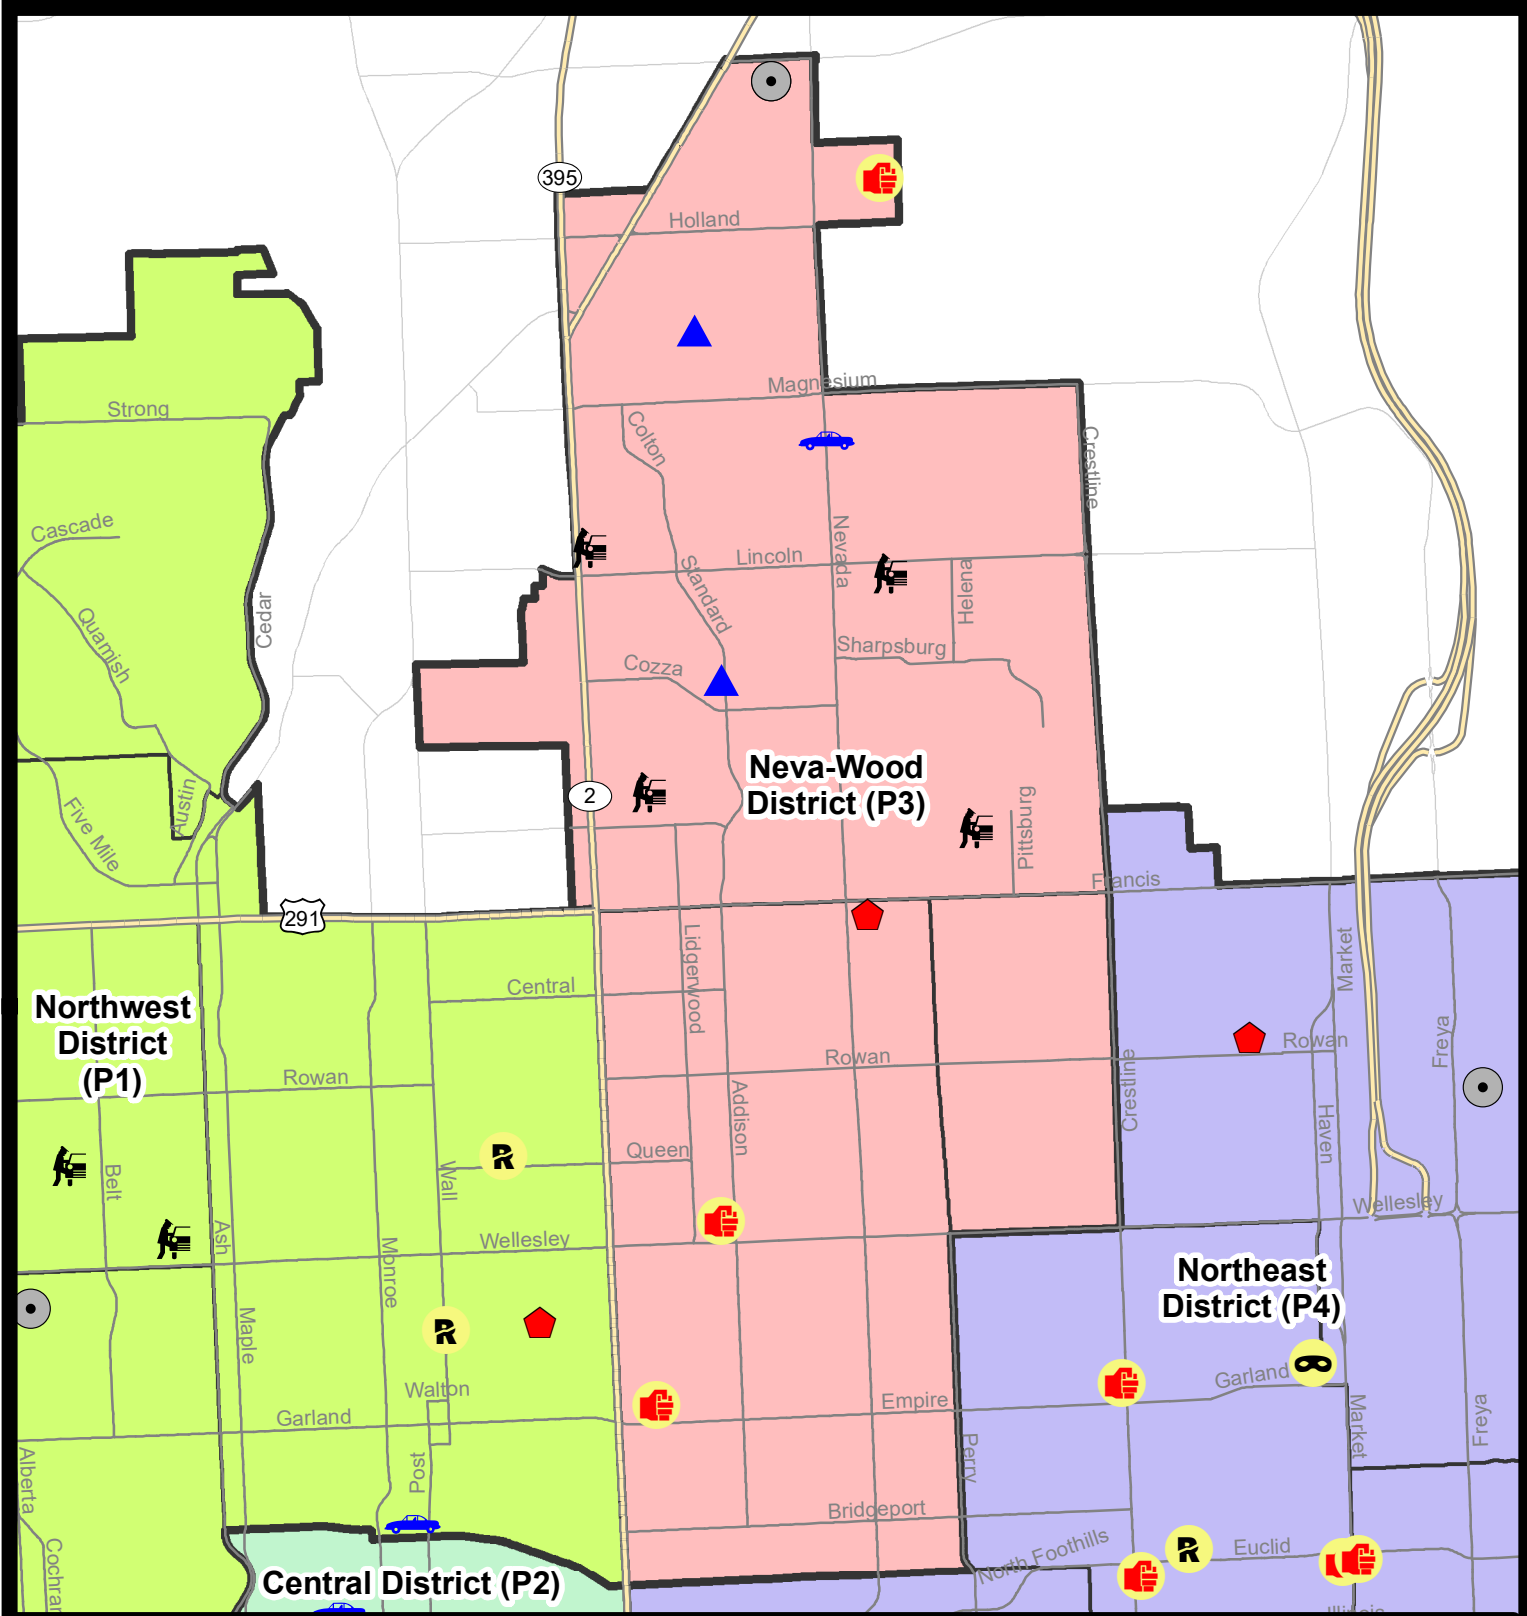 395
Holland
Magnesium
Strong
Colton
Crestline
Cascade
Nevada
Lincoln
Standard
Helena
Cedar
Quamish
Sharpsburg
Cozza
Neva-Wood
District (P3)
2
Austin
Five Mile
Pittsburg
Francis
291
Lidgerwood
Market
Central
Northwest
District
(P1)
Freya
Rowan
Rowan
Rowan
Addison
Crestline
Haven
Queen
Belt
Wall
R
Wellesley
Ash
Wellesley
Monroe
Northeast
District (P4)
Maple
R
Garland
Walton
Empire
Garland
Market
Freya
Perry
Alberta
Post
Bridgeport
North Foothills
R
Euclid
Cochran
Central District (P2)